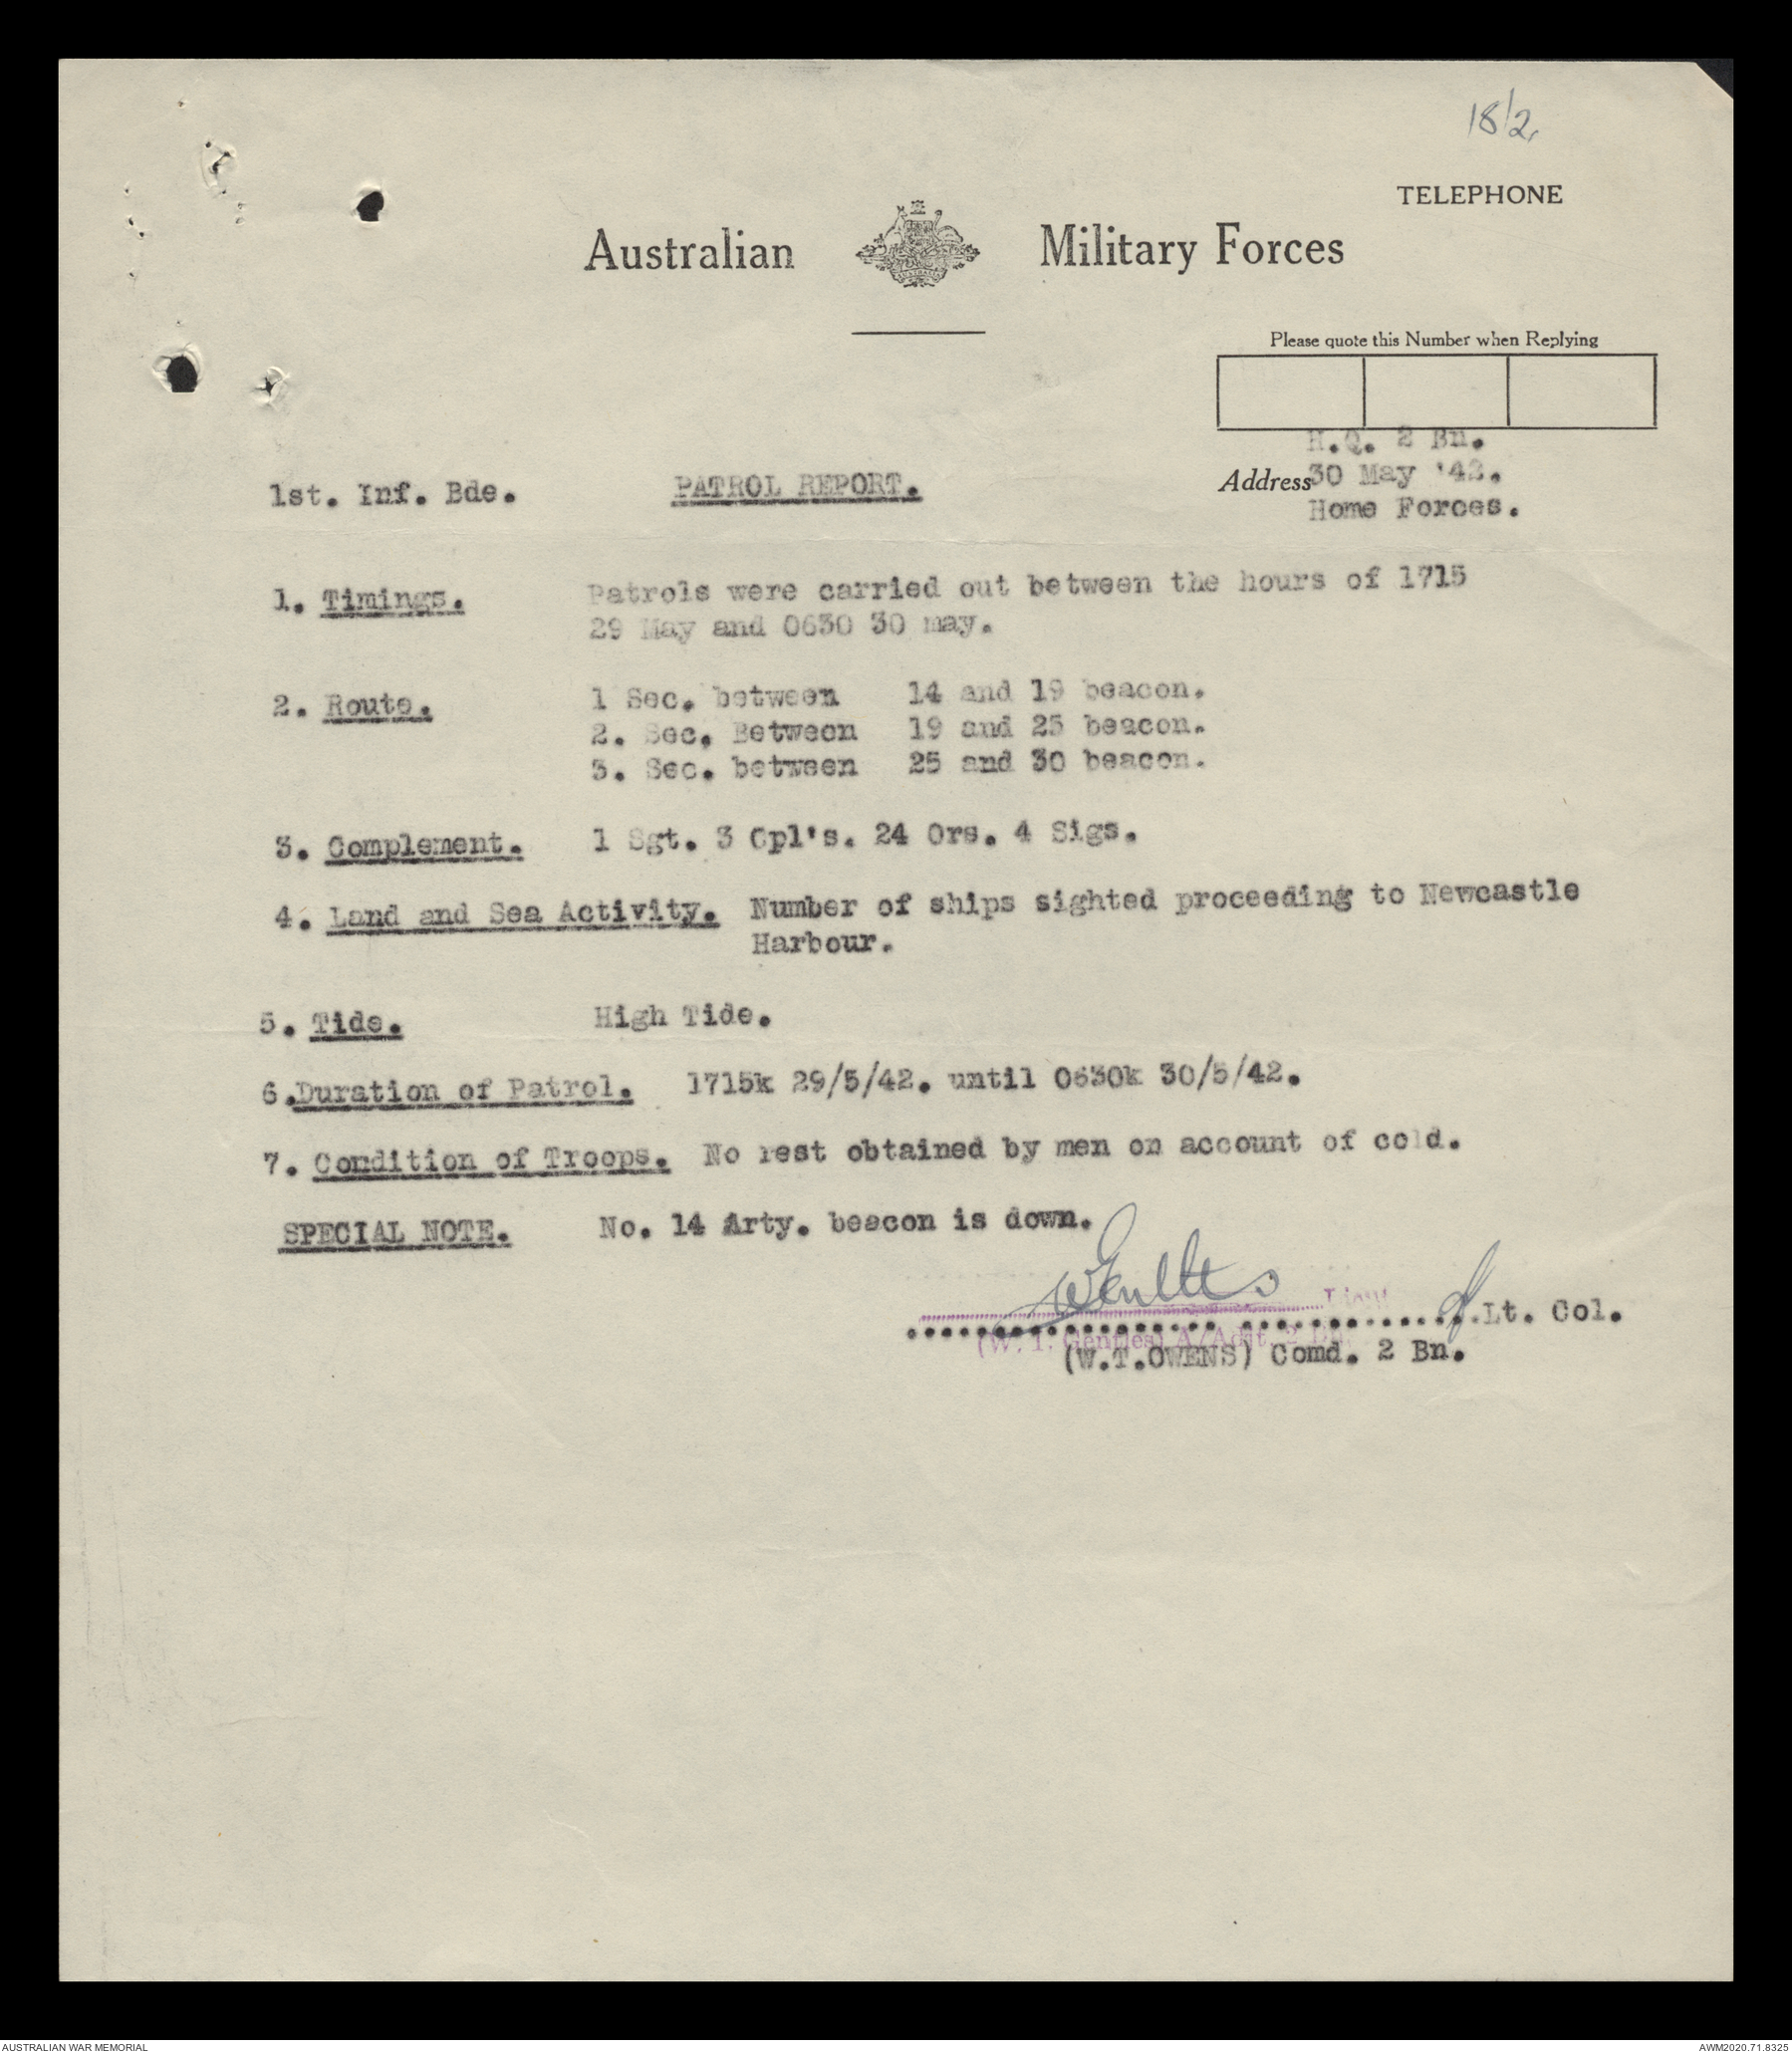 18/2
TELEPHONE
Australian Military Forces
Please quote this Number when Replying
H.Q. 2 Bn.
1st. Inf. Bde. PATROL REPORT. Address 30 May '42.
Home Forces.
1. Timings. Patrols were carried out between the hours of 1715
29 May and 0630 30 may.
2. Route. 1 Sec. between 14 and 19 beacon.
2. Sec. Between 19 and 25 beacon.
3. Sec. between 25 and 30 beacon.
3. Complement. 1 Sgt. 3 Cpl's. 24 Ors. 4 Sigs.
4. Land and Sea Activity. Number of ships sighted proceeding to Newcastle
Harbour.
5. Tide. High Tide.
6.Duration of Patrol. 1715k 29/5/42. until 0630k 30/5/42.
7. Condition of Troops. No rest obtained by men on account of cold.
SPECIAL NOTE. No. 14 Arty. beacon is down.
Lieut
Lt. Col.
(W. T. Gentles) A/Adjt. 2 Bn.
(W.T.OWENS) Comd. 2 Bn.
AUSTRALIAN WAR MEMORIAL AWM2020.71.8325